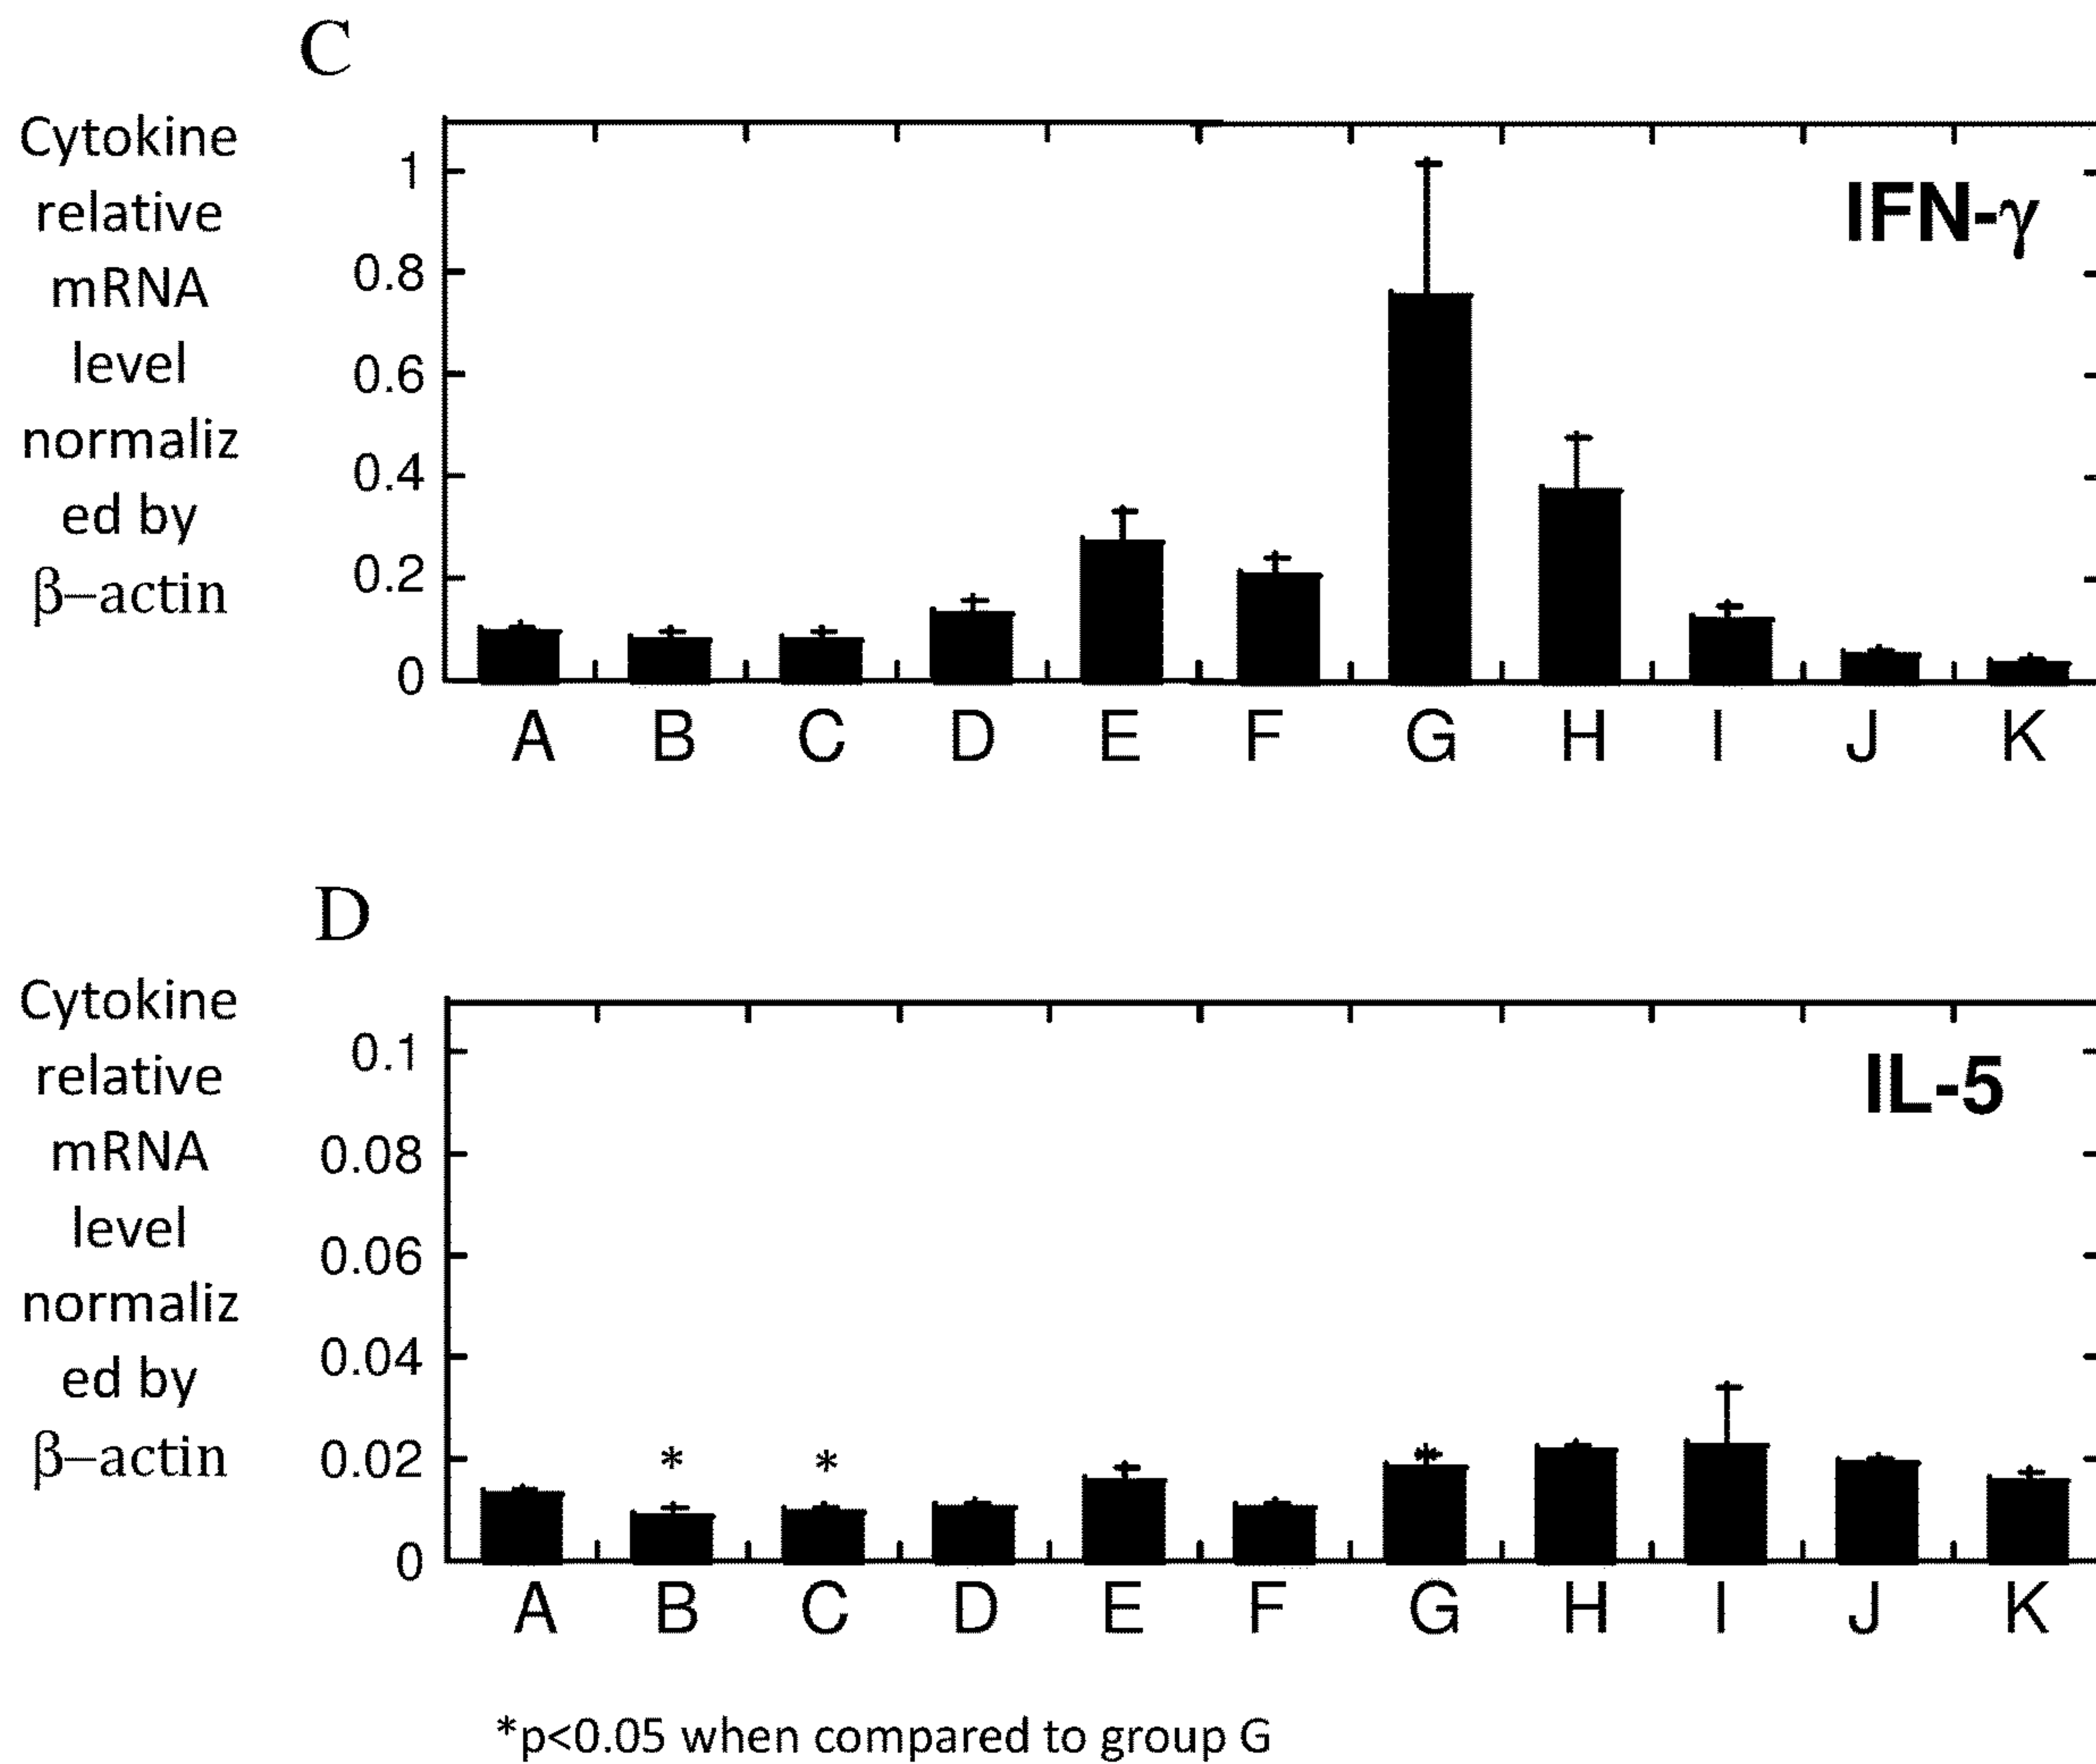 C
Cytokine
relative
mRNA
level
normaliz
ed by
β–actin
1
0.8
0.6
0.4
0.2
0
IFN-γ
A B C D E F G H I J K
D
Cytokine
relative
mRNA
level
normaliz
ed by
β–actin
0.1
0.08
0.06
0.04
0.02
0
IL-5
* * *
A B C D E F G H I J K
*p<0.05 when compared to group G